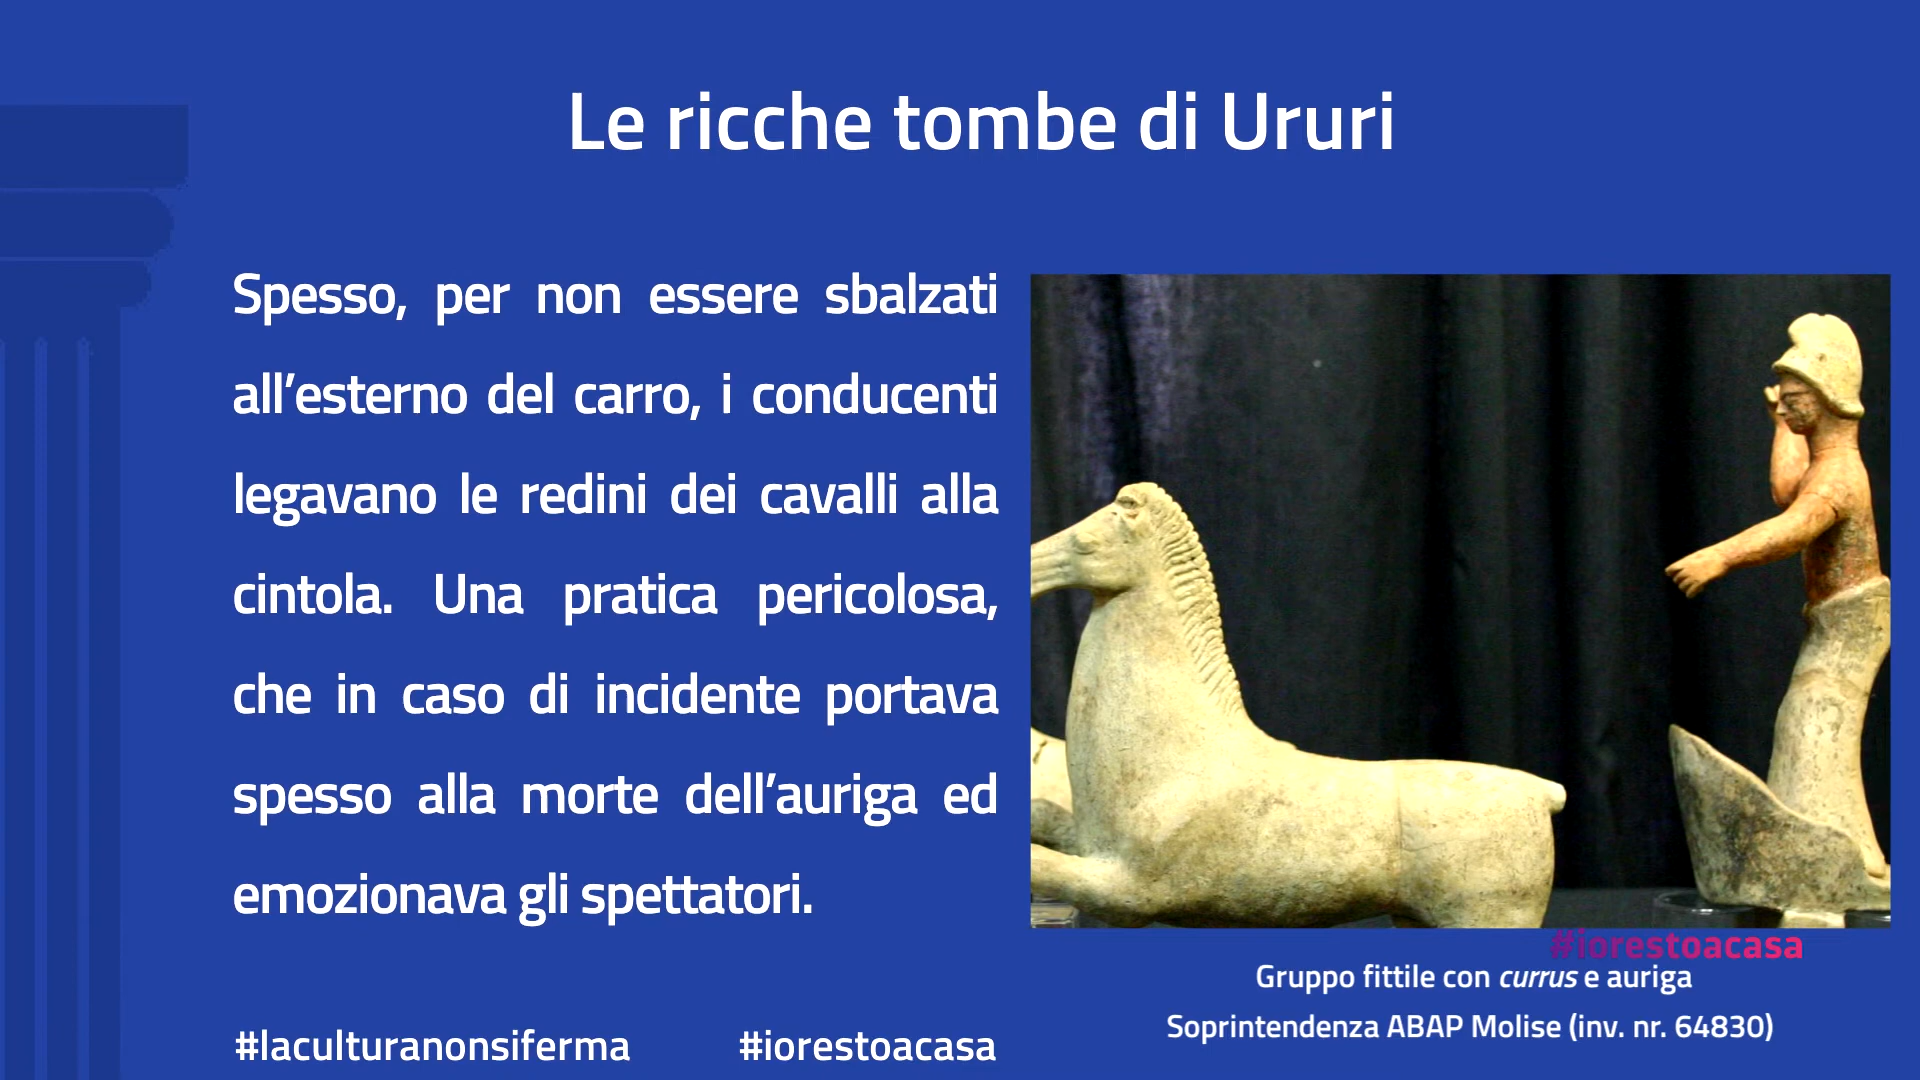 Le ricche tombe di Ururi
Spesso, per non essere sbalzati
all’esterno del carro, i conducenti
legavano le redini dei cavalli alla
cintola. Una pratica pericolosa,
che in caso di incidente portava
spesso alla morte dell’auriga ed
emozionava gli spettatori.
#iorestoacasa
Gruppo fittile con currus e auriga
Soprintendenza ABAP Molise (inv. nr. 64830)
#laculturanonsiferma #iorestoacasa